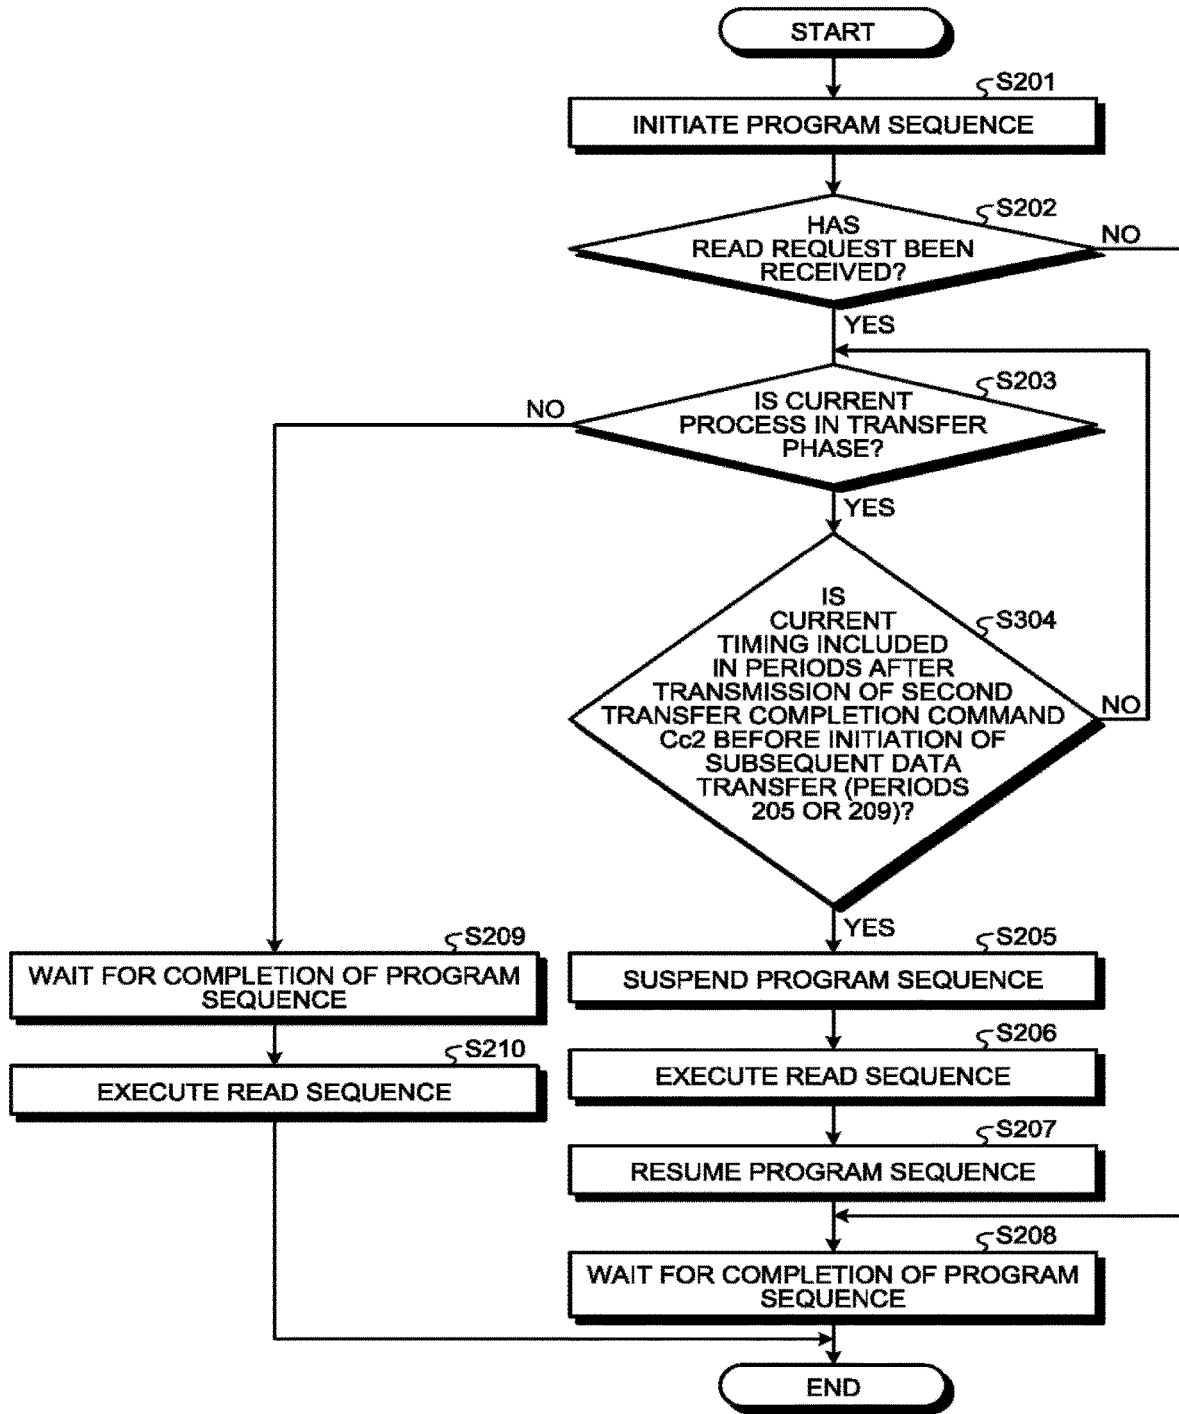 START
S201
INITIATE PROGRAM SEQUENCE
S202
HAS
READ REQUEST BEEN
RECEIVED?
NO
YES
S203
IS CURRENT
PROCESS IN TRANSFER
PHASE?
NO
YES
S304
IS
CURRENT
TIMING INCLUDED
IN PERIODS AFTER
TRANSMISSION OF SECOND
TRANSFER COMPLETION COMMAND
Cc2 BEFORE INITIATION OF
SUBSEQUENT DATA
TRANSFER (PERIODS
205 OR 209)?
NO
YES
S209
WAIT FOR COMPLETION OF PROGRAM
SEQUENCE
S205
SUSPEND PROGRAM SEQUENCE
S210
EXECUTE READ SEQUENCE
S206
EXECUTE READ SEQUENCE
S207
RESUME PROGRAM SEQUENCE
S208
WAIT FOR COMPLETION OF PROGRAM
SEQUENCE
END